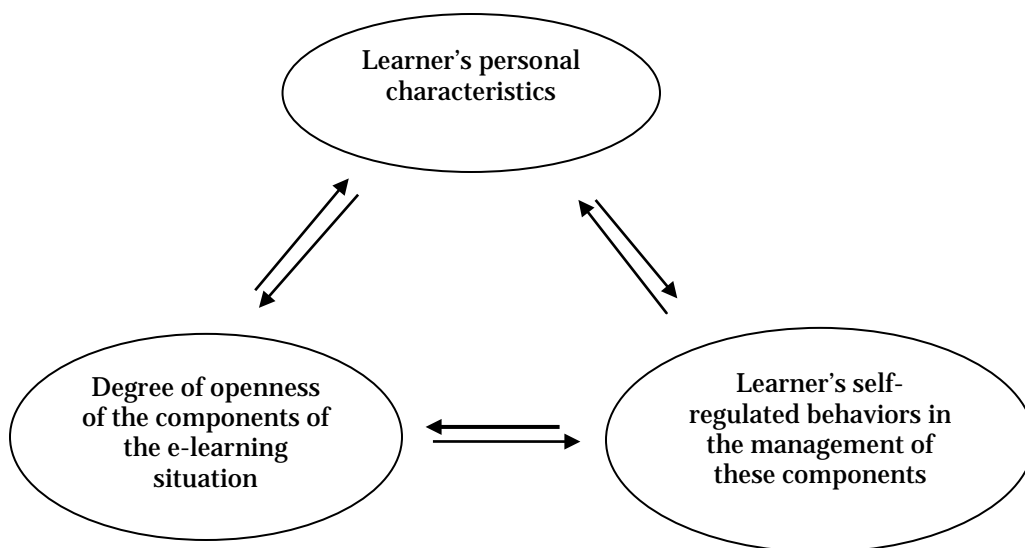 Learner’s personal
characteristics
Degree of openness
of the components of
the e-learning
situation
Learner’s self-
regulated behaviors in
the management of
these components